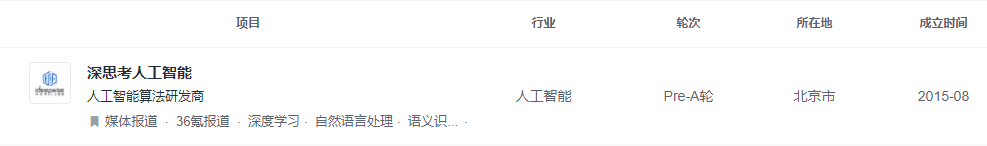 项目 行业 轮次 所在地 成立时间
深思考人工智能
人工智能算法研发商
人工智能 Pre-A轮 北京市 2015-08
媒体报道 · 36氪报道 · 深度学习 · 自然语言处理 · 语义识... ·